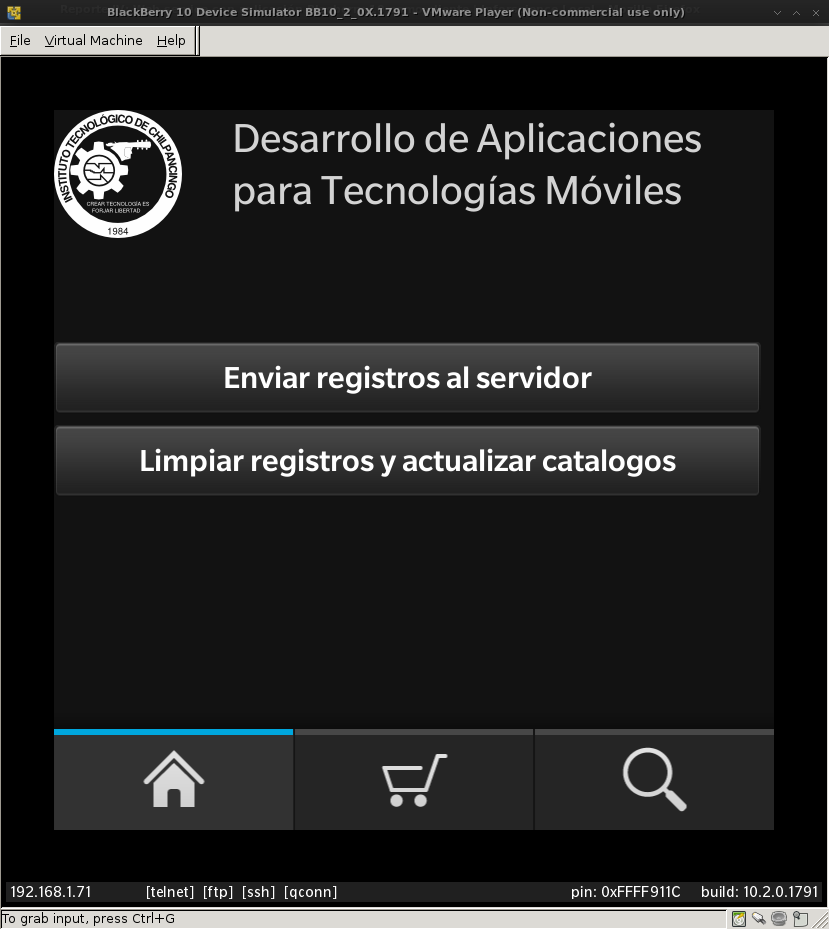 BlackBerry 10 Device Simulator BB10_2_0X.1791 - VMware Player (Non-commercial use only)
File Virtual Machine Help
INSTITUTO TECNOLÓGICO DE CHILPANCINGO
CREAR TECNOLOGÍA ES
FORJAR LIBERTAD
1984
Desarrollo de Aplicaciones
para Tecnologías Móviles
Enviar registros al servidor
Limpiar registros y actualizar catalogos
192.168.1.71 [telnet] [ftp] [ssh] [qconn] pin: 0xFFFF911C build: 10.2.0.1791
To grab input, press Ctrl+G